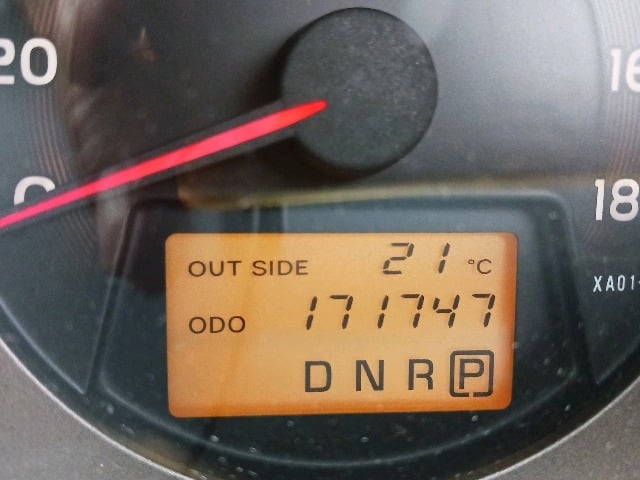 20
0
16
18
XA01-
OUT SIDE 21 °C
ODO 171747
D N R P